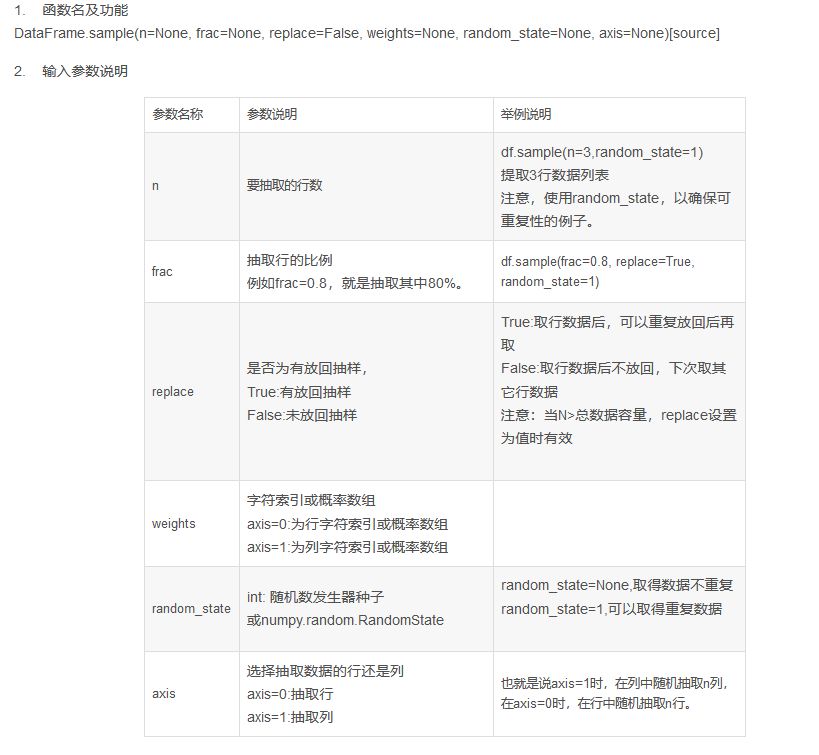 1. 函数名及功能
DataFrame.sample(n=None, frac=None, replace=False, weights=None, random_state=None, axis=None)[source]
2. 输入参数说明
参数名称 参数说明 举例说明
n
要抽取的行数
df.sample(n=3,random_state=1)
提取3行数据列表
注意，使用random_state，以确保可
重复性的例子。
frac
抽取行的比例
例如frac=0.8，就是抽取其中80%。
df.sample(frac=0.8, replace=True,
random_state=1)
replace
是否为有放回抽样，
True:有放回抽样
False:未放回抽样
True:取行数据后，可以重复放回后再
取
False:取行数据后不放回，下次取其
它行数据
注意：当N>总数据容量，replace设置
为值时有效
weights
字符索引或概率数组
axis=0:为行字符索引或概率数组
axis=1:为列字符索引或概率数组
random_state
int: 随机数发生器种子
或numpy.random.RandomState
random_state=None,取得数据不重复
random_state=1,可以取得重复数据
axis
选择抽取数据的行还是列
axis=0:抽取行
axis=1:抽取列
也就是说axis=1时，在列中随机抽取n列，
在axis=0时，在行中随机抽取n行。